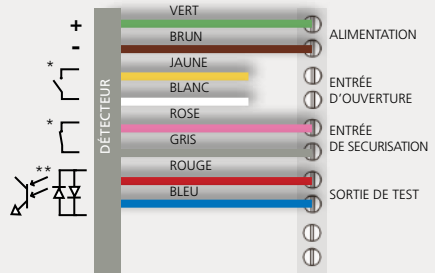 VERT
+
ALIMENTATION
BRUN
-
JAUNE
*
ENTRÉE
D'OUVERTURE
BLANC
DÉTECTEUR
ROSE
*
ENTRÉE
DE SECURISATION
GRIS
ROUGE
**
SORTIE DE TEST
BLEU